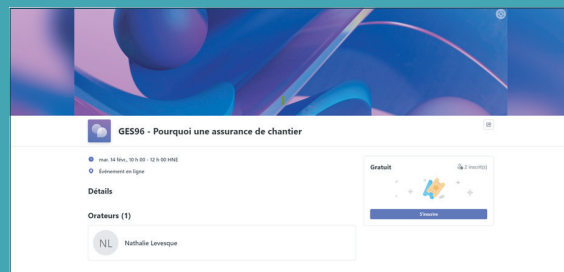 GES96 - Pourquoi une assurance de chantier
mar. 14 févr., 10 h 00 - 12 h 00 HNE
Événement en ligne
Détails
Gratuit
2 inscrit(s)
S'inscrire
Orateurs (1)
NL
Nathalie Levesque